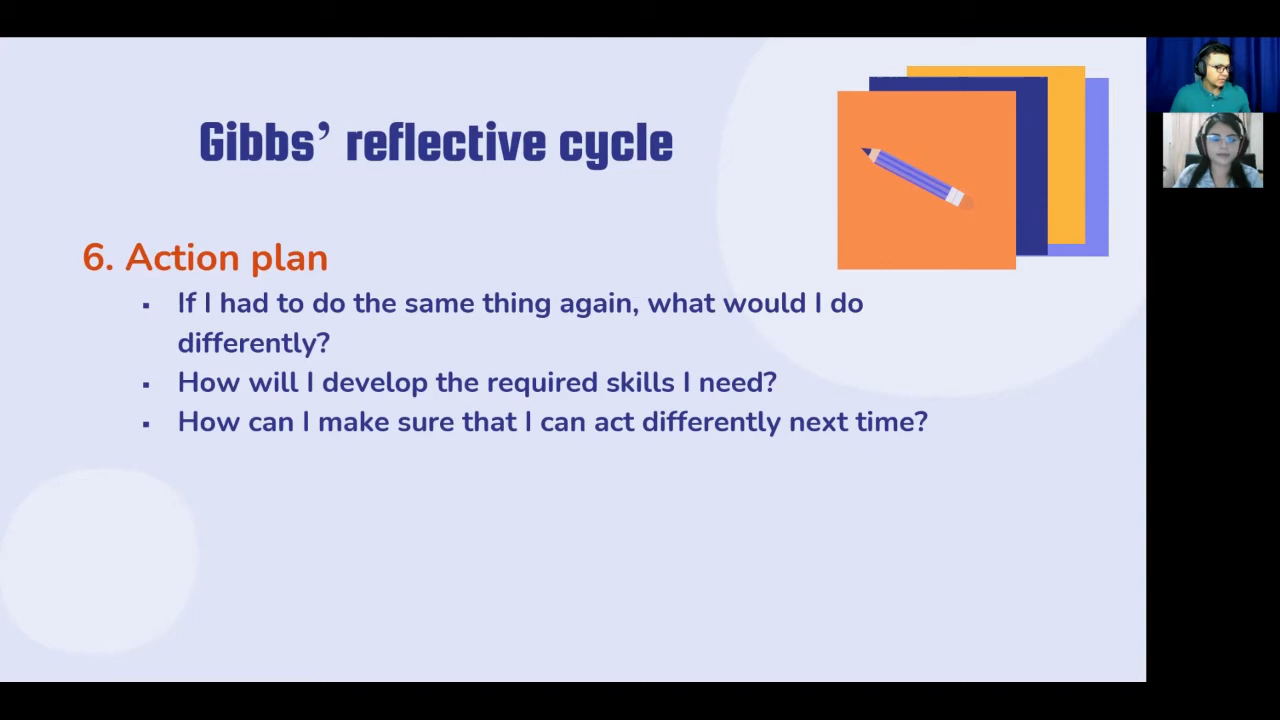 Gibbs’ reflective cycle
6. Action plan
▪ If I had to do the same thing again, what would I do
differently?
▪ How will I develop the required skills I need?
▪ How can I make sure that I can act differently next time?